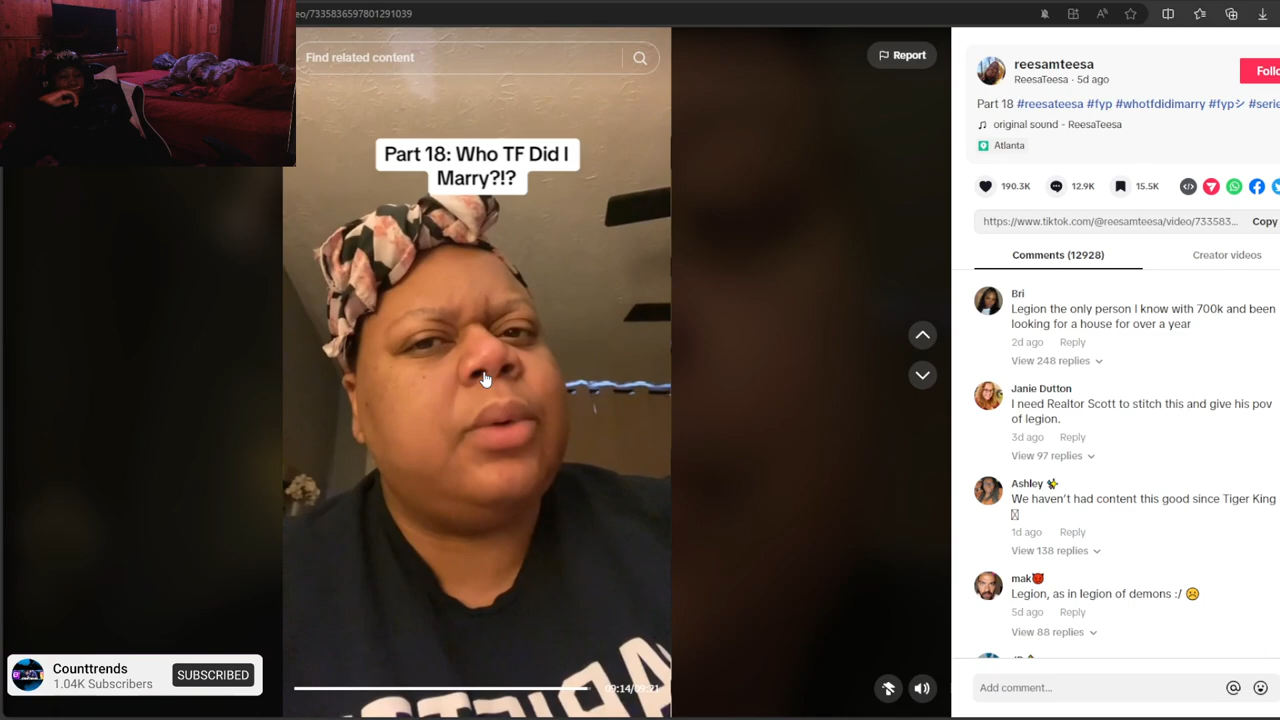 eo/7335836597801291039
Find related content
Report
Part 18: Who TF Did I
Marry?!?
09:14/09:21
Counttrends
1.04K Subscribers
SUBSCRIBED
reesamteesa
ReesaTeesa · 5d ago
Follo
Part 18 #reesateesa #fyp #whotfdidimarry #fypシ #serie
original sound - ReesaTeesa
Atlanta
190.3K
12.9K
15.5K
https://www.tiktok.com/@reesamteesa/video/733583...
Copy
Comments (12928)
Creator videos
Bri
Legion the only person I know with 700k and been
looking for a house for over a year
2d ago Reply
View 248 replies
Janie Dutton
I need Realtor Scott to stitch this and give his pov
of legion.
3d ago Reply
View 97 replies
Ashley
We haven't had content this good since Tiger King
1d ago Reply
View 138 replies
mak
Legion, as in legion of demons :/ ☹️
5d ago Reply
View 88 replies
Add comment...